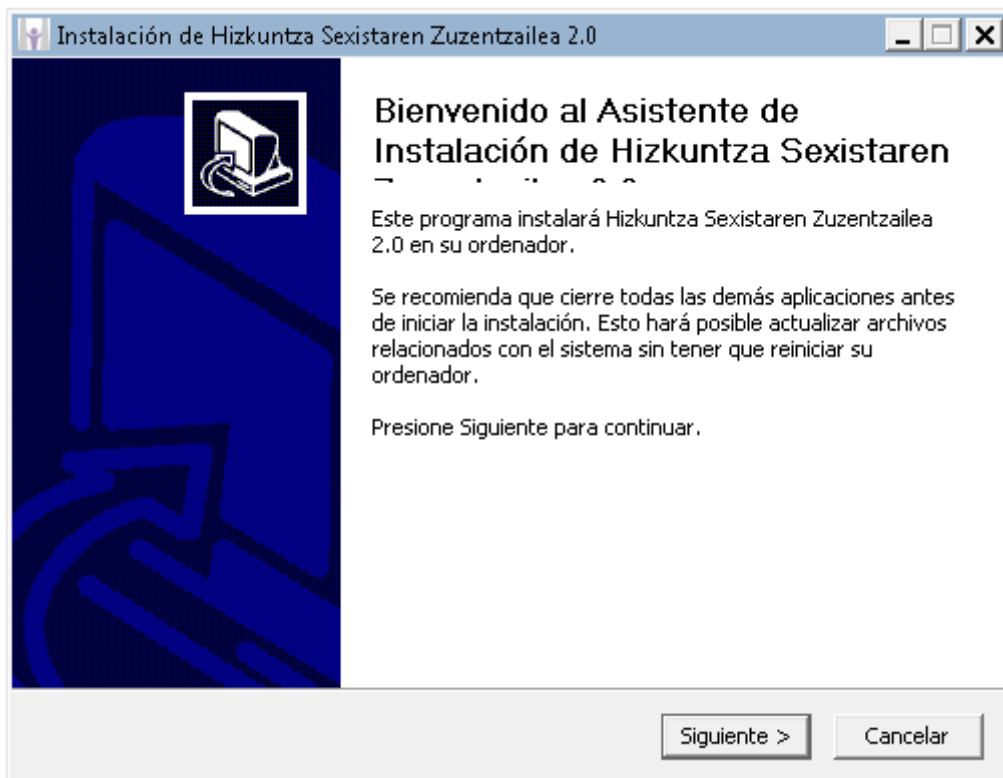 Instalación de Hizkuntza Sexistaren Zuzentzailea 2.0
Bienvenido al Asistente de
Instalación de Hizkuntza Sexistaren
Este programa instalará Hizkuntza Sexistaren Zuzentzailea
2.0 en su ordenador.
Se recomienda que cierre todas las demás aplicaciones antes
de iniciar la instalación. Esto hará posible actualizar archivos
relacionados con el sistema sin tener que reiniciar su
ordenador.
Presione Siguiente para continuar.
Siguiente >
Cancelar